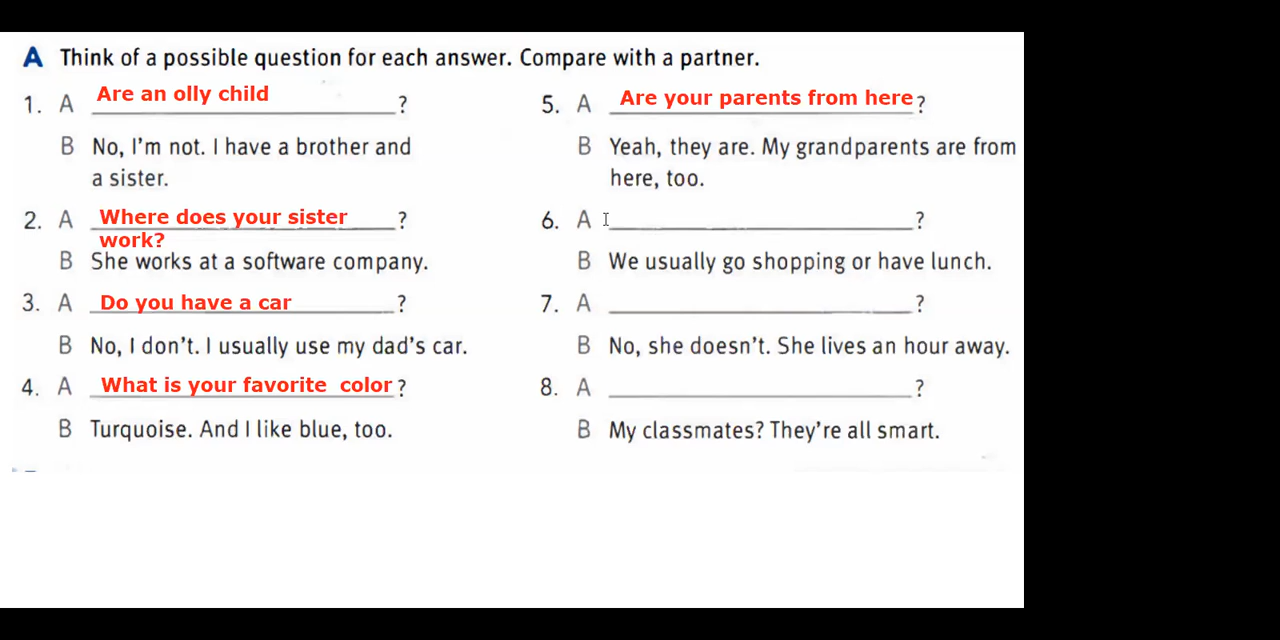 A Think of a possible question for each answer. Compare with a partner.
1. A Are an olly child ?
B No, I'm not. I have a brother and
a sister.
2. A Where does your sister ?
work?
B She works at a software company.
3. A Do you have a car ?
B No, I don't. I usually use my dad's car.
4. A What is your favorite color ?
B Turquoise. And I like blue, too.
5. A Are your parents from here ?
B Yeah, they are. My grandparents are from
here, too.
6. A ?
B We usually go shopping or have lunch.
7. A ?
B No, she doesn't. She lives an hour away.
8. A ?
B My classmates? They're all smart.